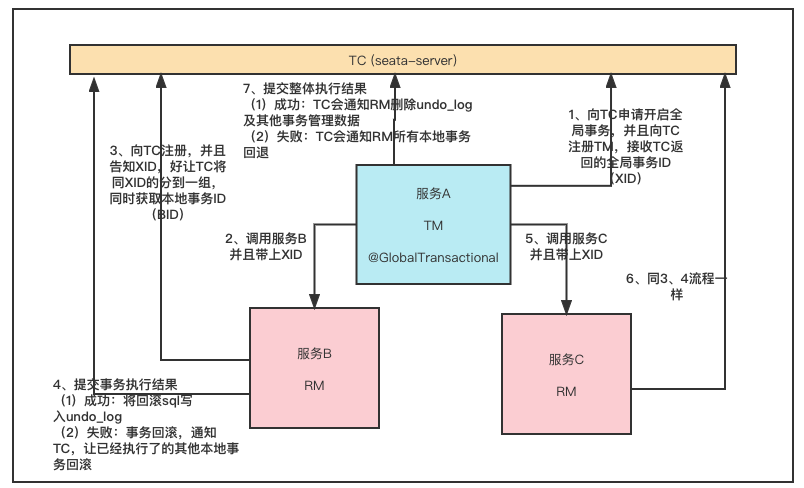 TC (seata-server)
7、提交整体执行结果
（1）成功：TC会通知RM删除undo_log
及其他事务管理数据
（2）失败：TC会通知RM所有本地事务
回退
1、向TC申请开启全
局事务，并且向TC
注册TM，接收TC返
回的全局事务ID
（XID）
3、向TC注册，并且
告知XID，好让TC将
同XID的分到一组，
同时获取本地事务ID
（BID）
服务A
TM
@GlobalTransactional
2、调用服务B
并且带上XID
5、调用服务C
并且带上XID
6、同3、4流程一
样
服务B
RM
服务C
RM
4、提交事务执行结果
（1）成功：将回滚sql写
入undo_log
（2）失败：事务回滚，通知
TC，让已经执行了的其他本地事
务回滚